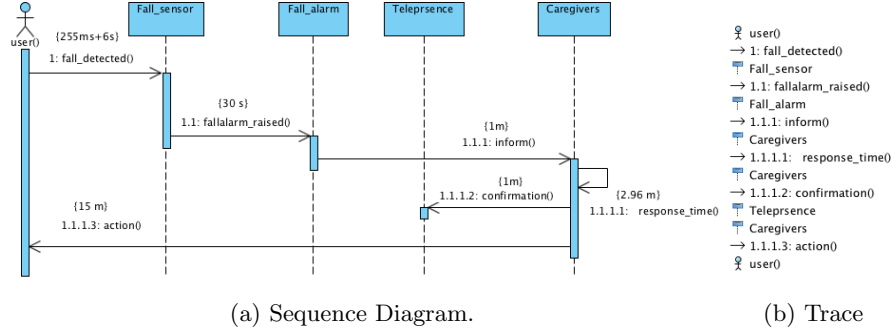 Fall_sensor
Fall_alarm
Teleprsence
Caregivers
user()
{255ms+6s}
1: fall_detected()
{30 s}
1.1: fallalarm_raised()
{1m}
1.1.1: inform()
{1m}
1.1.1.2: confirmation()
{2.96 m}
1.1.1.1: response_time()
{15 m}
1.1.1.3: action()
user()
1: fall_detected()
Fall_sensor
1.1: fallalarm_raised()
Fall_alarm
1.1.1: inform()
Caregivers
1.1.1.1: response_time()
Caregivers
1.1.1.2: confirmation()
Teleprsence
Caregivers
1.1.1.3: action()
user()
(a) Sequence Diagram.
(b) Trace